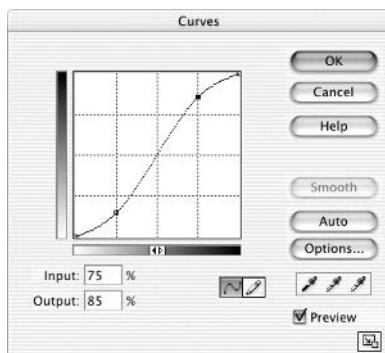 Curves
OK
Cancel
Help
Smooth
Auto
Options...
Input: 75 %
Output: 85 %
Preview